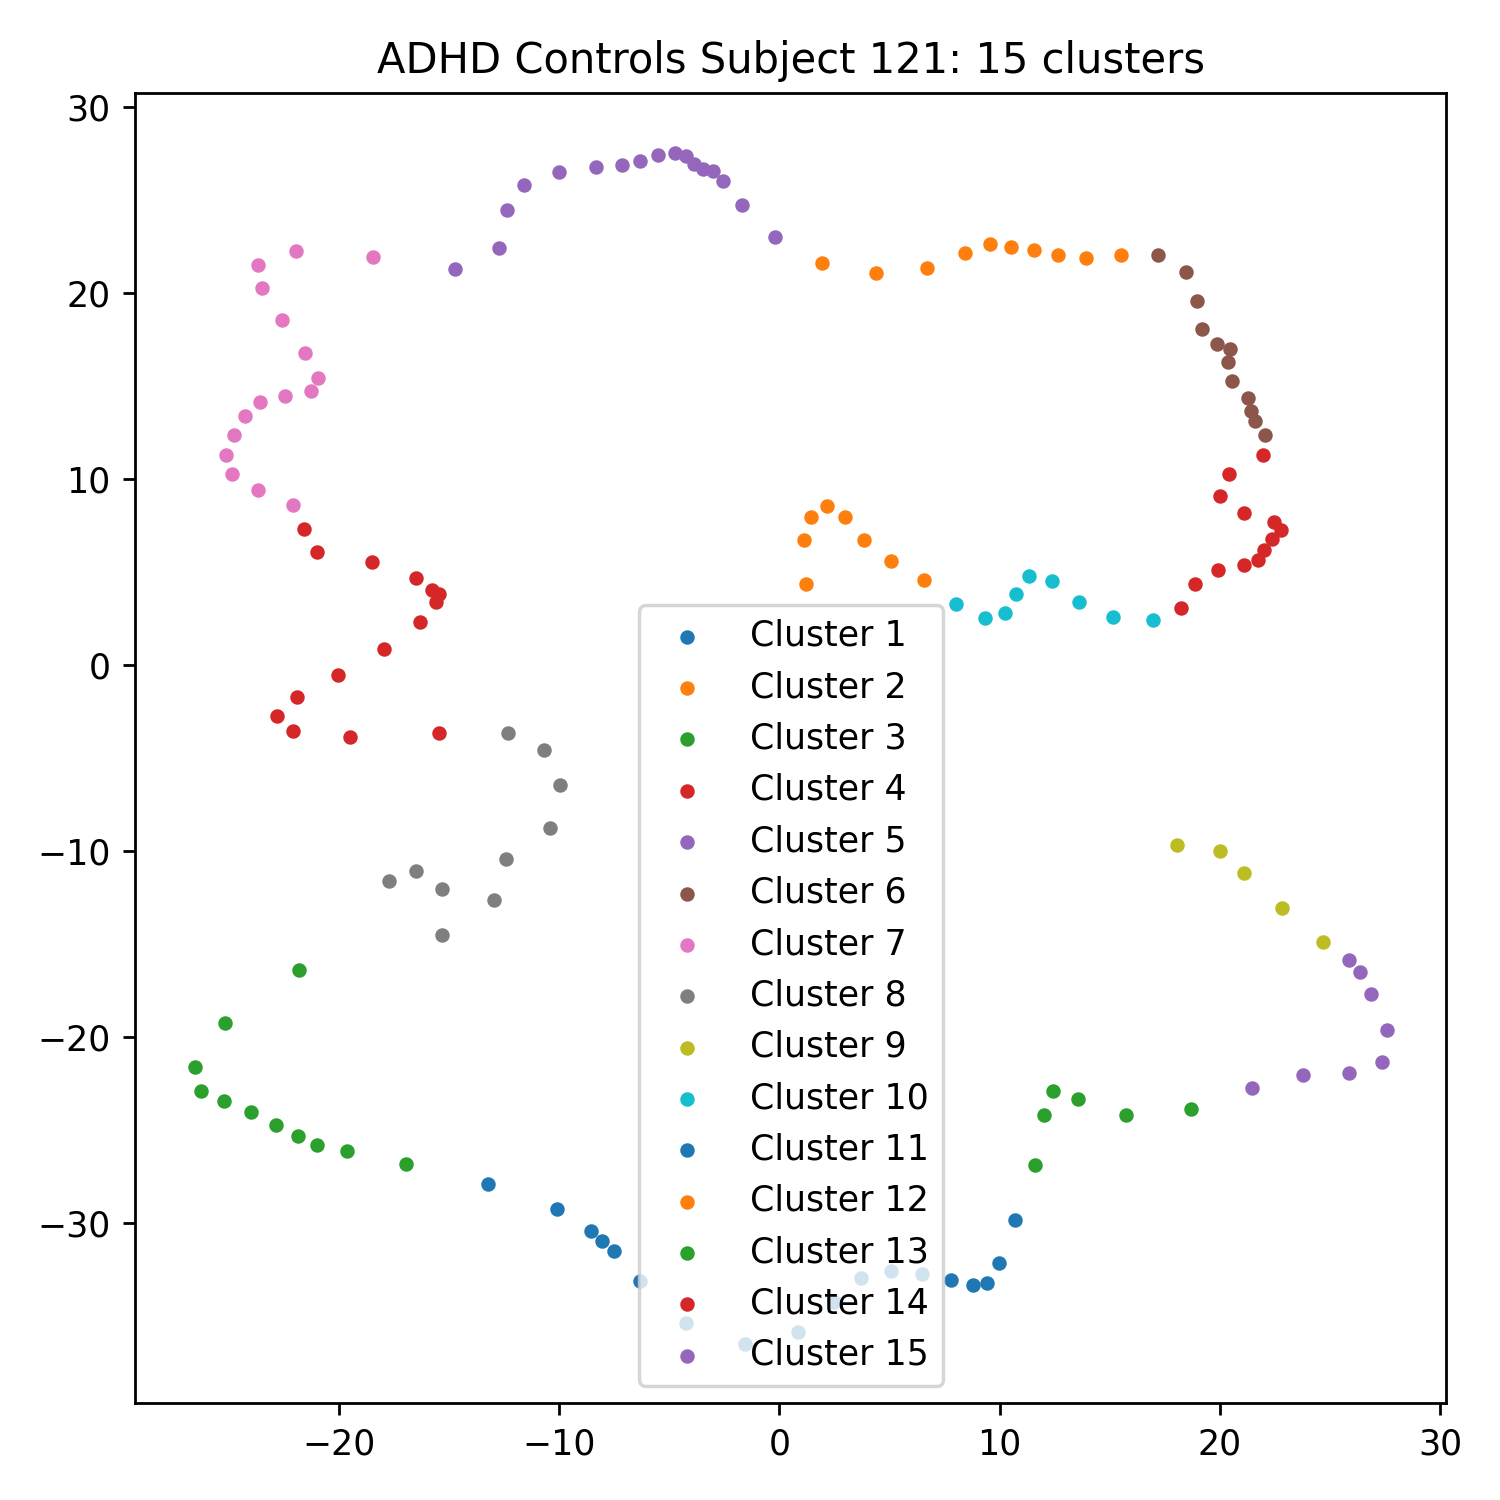 ADHD Controls Subject 121: 15 clusters
30
20
10
0
−10
−20
−30
Cluster 1
Cluster 2
Cluster 3
Cluster 4
Cluster 5
Cluster 6
Cluster 7
Cluster 8
Cluster 9
Cluster 10
Cluster 11
Cluster 12
Cluster 13
Cluster 14
Cluster 15
−20 −10 0 10 20 30